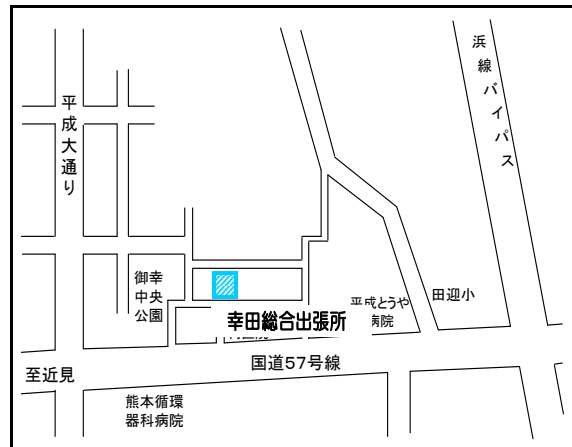 浜線バイパス
平成大通り
御幸
中央
公園
平成とうや
病院
田迎小
幸田総合出張所
国道57号線
至近見
熊本循環
器科病院